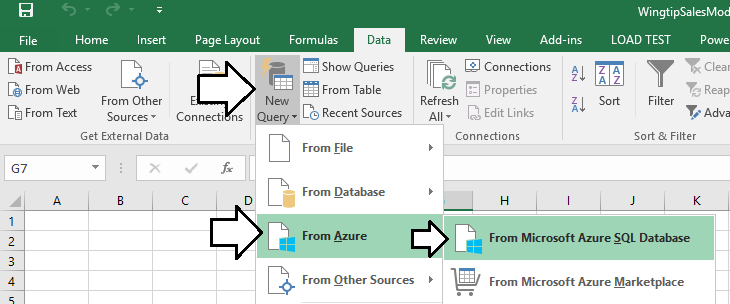 WingtipSalesMod
File Home Insert Page Layout Formulas Data Review View Add-ins LOAD TEST Powe
From Access
From Web
From Text
From Other Sources
Connections
Get External Data
New Query
Show Queries
From Table
Recent Sources
Refresh All
Connections
Properties
Edit Links
Connections
Sort
Filter
Clear
Reap
Adva
Sort & Filter
G7
fx
A B C D H I J K
1
2
3
4
5
From File
From Database
From Azure
From Other Sources
From Microsoft Azure SQL Database
From Microsoft Azure Marketplace